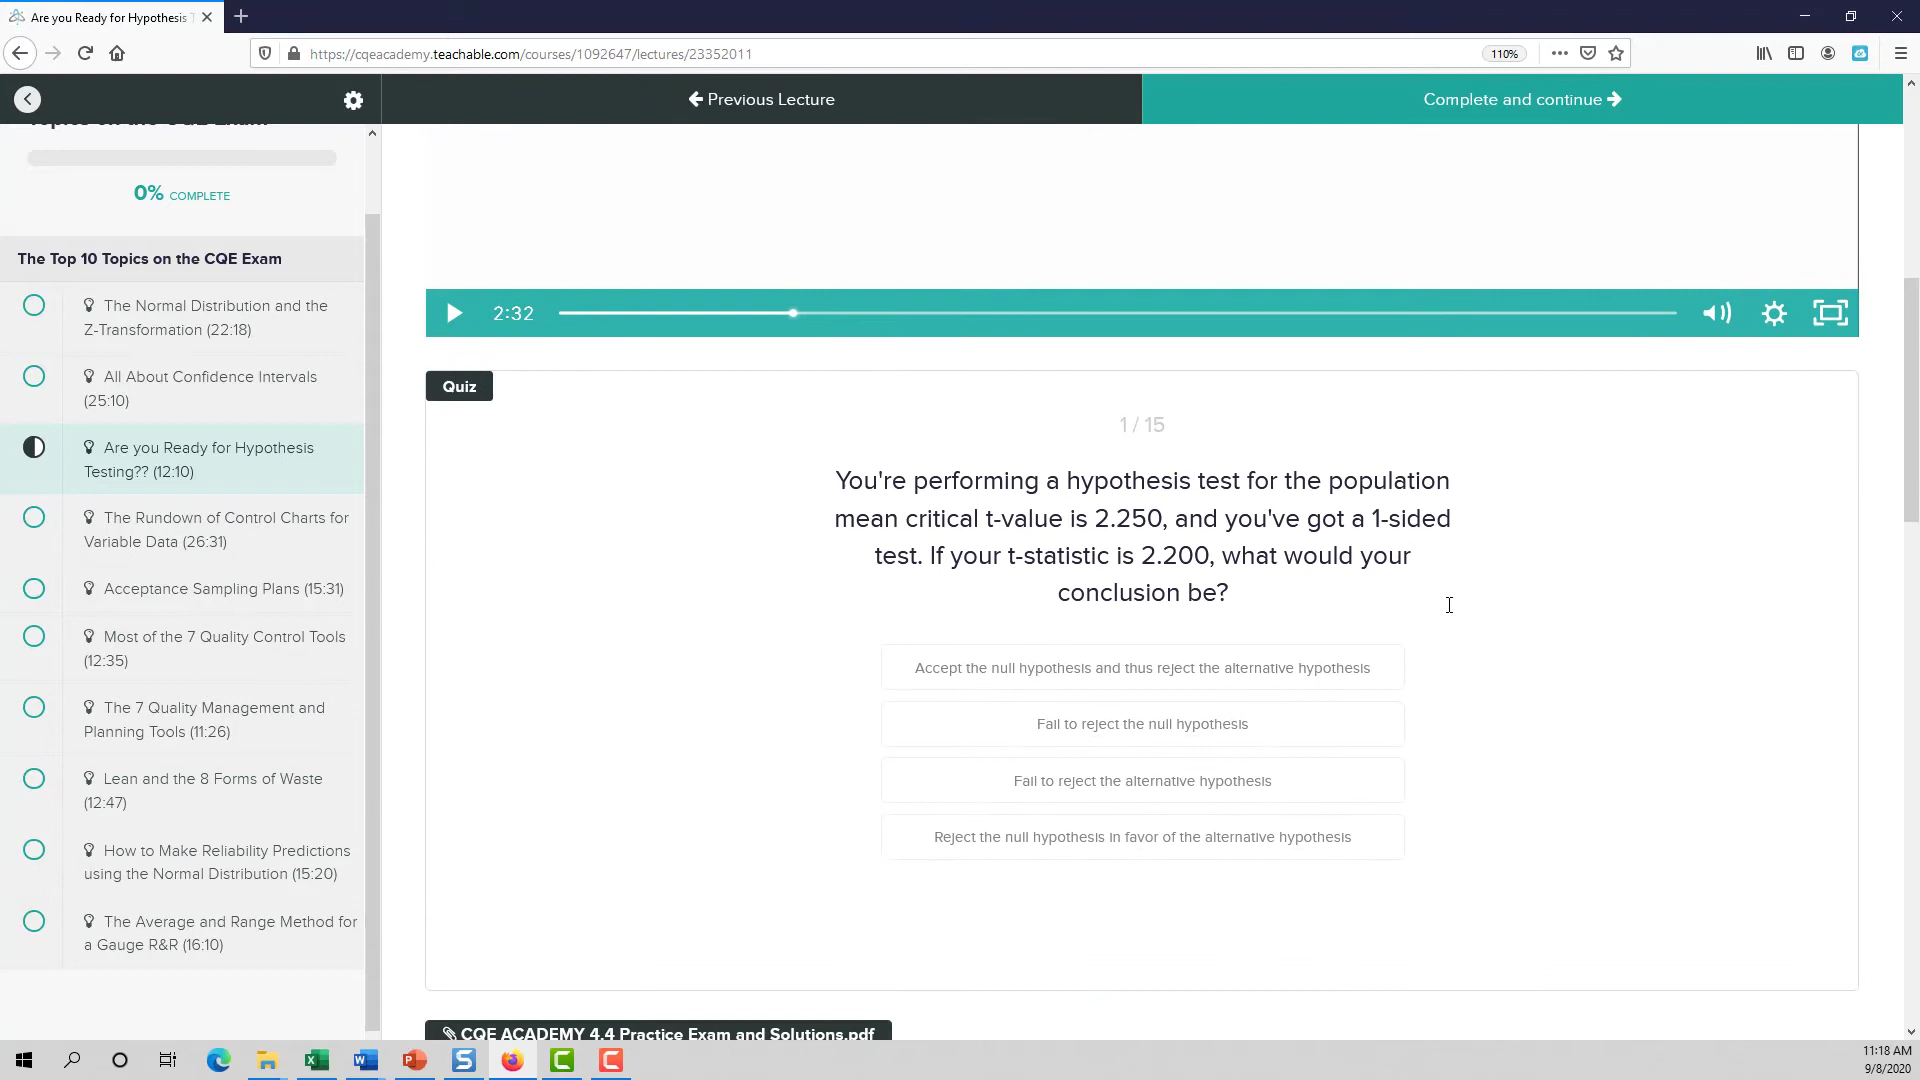 Are you Ready for Hypothesis T
https://cqeacademy.teachable.com/courses/1092647/lectures/23352011
110%
Previous Lecture
Complete and continue
Topics on the CQE Exam
0% COMPLETE
The Top 10 Topics on the CQE Exam
The Normal Distribution and the
Z-Transformation (22:18)
All About Confidence Intervals
(25:10)
Are you Ready for Hypothesis
Testing?? (12:10)
The Rundown of Control Charts for
Variable Data (26:31)
Acceptance Sampling Plans (15:31)
Most of the 7 Quality Control Tools
(12:35)
The 7 Quality Management and
Planning Tools (11:26)
Lean and the 8 Forms of Waste
(12:47)
How to Make Reliability Predictions
using the Normal Distribution (15:20)
The Average and Range Method for
a Gauge R&R (16:10)
2:32
Quiz
1 / 15
You're performing a hypothesis test for the population
mean critical t-value is 2.250, and you've got a 1-sided
test. If your t-statistic is 2.200, what would your
conclusion be?
Accept the null hypothesis and thus reject the alternative hypothesis
Fail to reject the null hypothesis
Fail to reject the alternative hypothesis
Reject the null hypothesis in favor of the alternative hypothesis
CQE ACADEMY 4.4 Practice Exam and Solutions.pdf
11:18 AM
9/8/2020